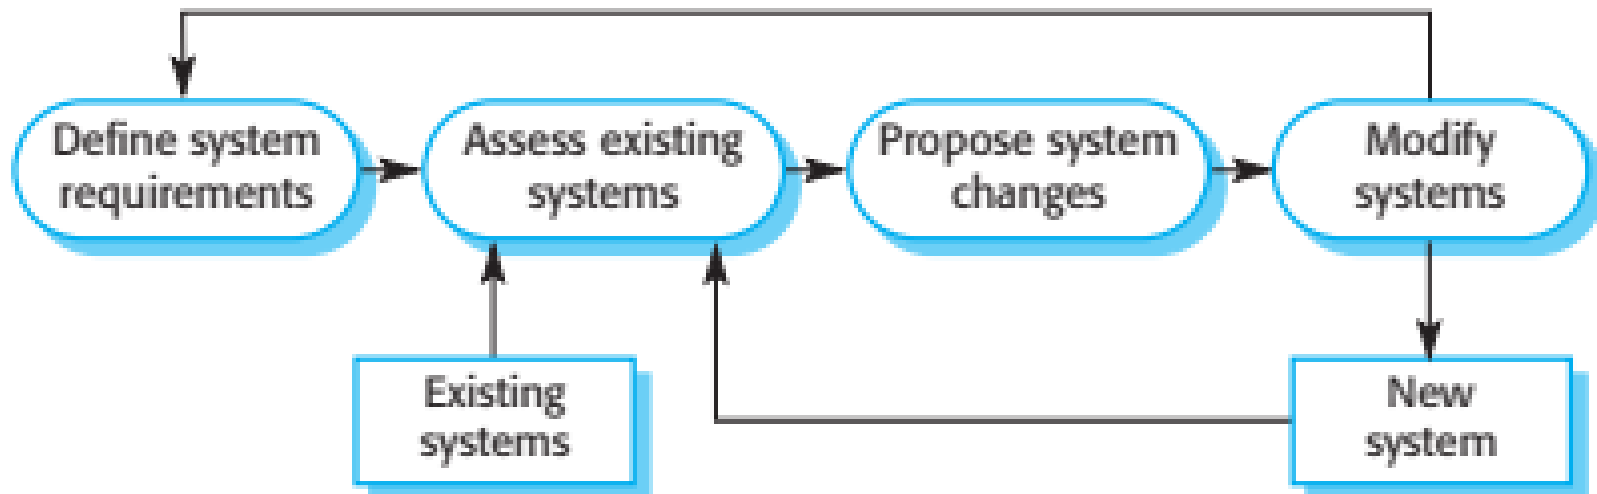 Define system
requirements
Assess existing
systems
Propose system
changes
Modify
systems
Existing
systems
New
system